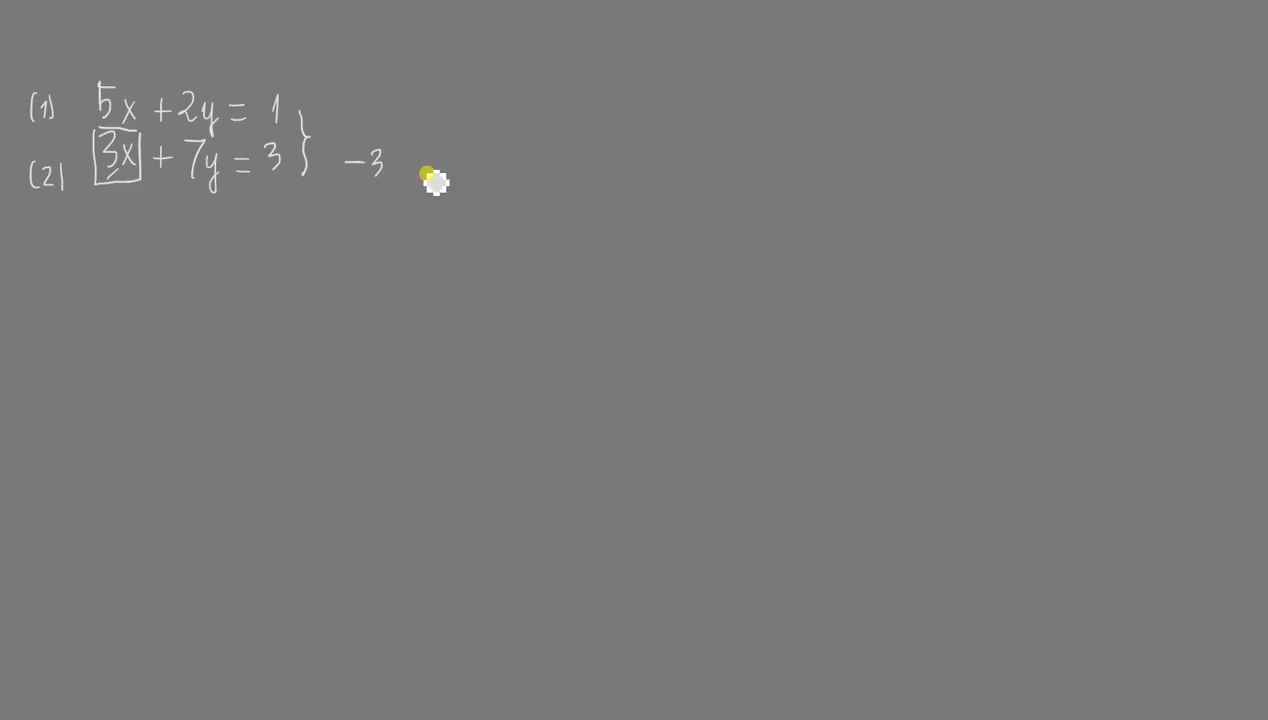 (1) 5x + 2y = 1
(2) 3x + 7y = 3 } -3